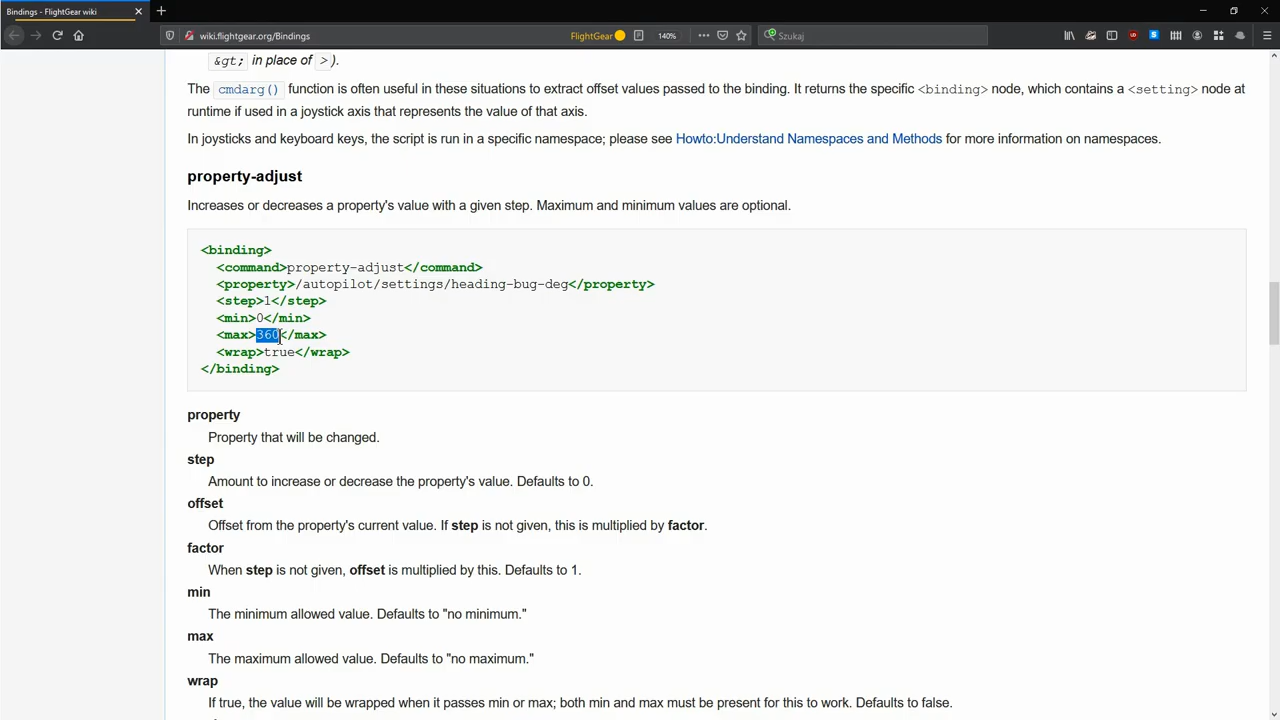 Bindings - FlightGear wiki
wiki.flightgear.org/Bindings
FlightGear
140%
Szukaj
&gt; in place of >).
The cmdarg() function is often useful in these situations to extract offset values passed to the binding. It returns the specific <binding> node, which contains a <setting> node at
runtime if used in a joystick axis that represents the value of that axis.
In joysticks and keyboard keys, the script is run in a specific namespace; please see Howto:Understand Namespaces and Methods for more information on namespaces.
property-adjust
Increases or decreases a property's value with a given step. Maximum and minimum values are optional.
<binding>
<command>property-adjust</command>
<property>/autopilot/settings/heading-bug-deg</property>
<step>1</step>
<min>0</min>
<max>360</max>
<wrap>true</wrap>
</binding>
property
Property that will be changed.
step
Amount to increase or decrease the property's value. Defaults to 0.
offset
Offset from the property's current value. If step is not given, this is multiplied by factor.
factor
When step is not given, offset is multiplied by this. Defaults to 1.
min
The minimum allowed value. Defaults to "no minimum."
max
The maximum allowed value. Defaults to "no maximum."
wrap
If true, the value will be wrapped when it passes min or max; both min and max must be present for this to work. Defaults to false.